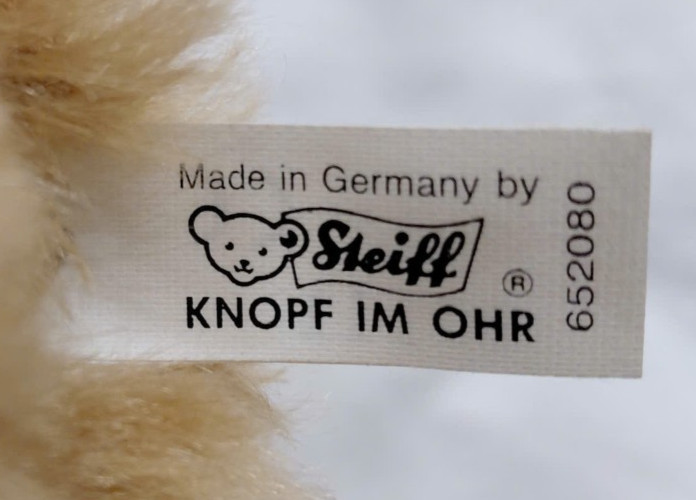 Made in Germany by
Steiff
®
KNOPF IM OHR
652080